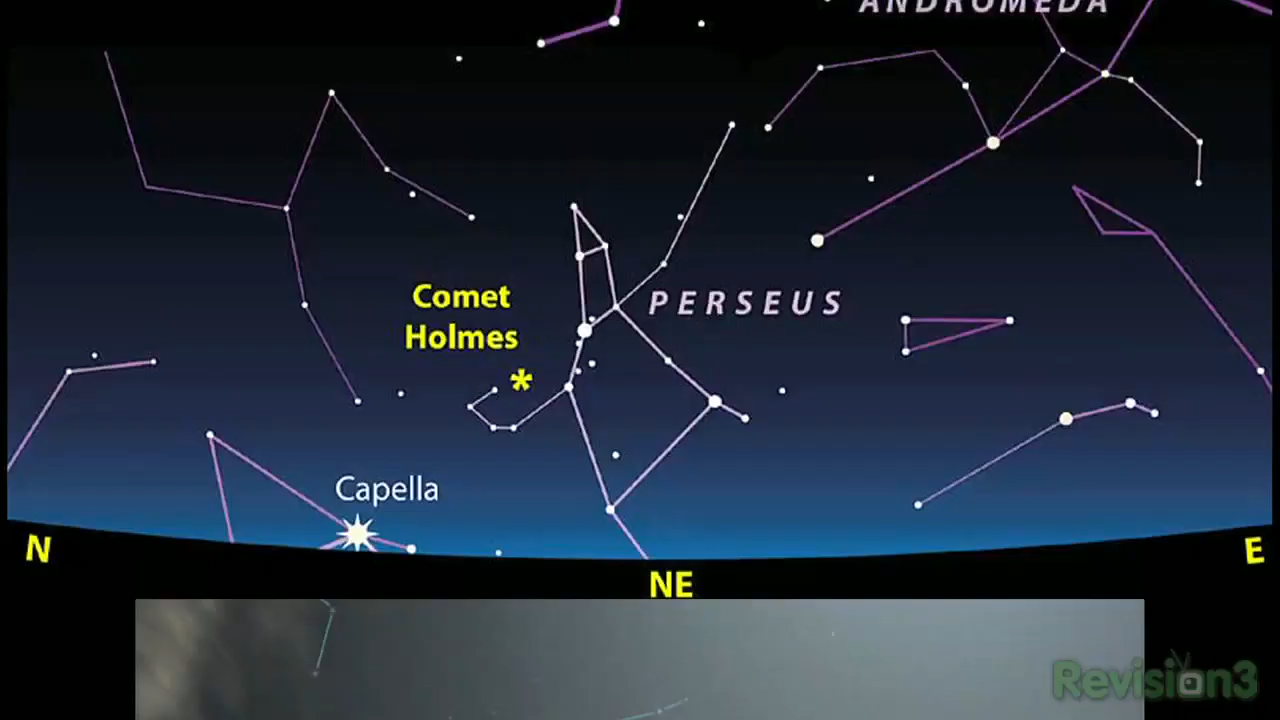 ANDROMEDA
Comet
Holmes
PERSEUS
Capella
N
NE
E
Revision3